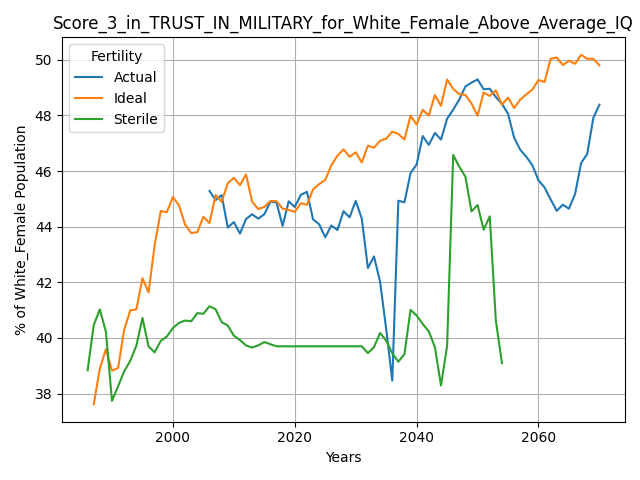 Score_3_in_TRUST_IN_MILITARY_for_White_Female_Above_Average_IQ
Fertility
Actual
Ideal
Sterile
% of White_Female Population
50
48
46
44
42
40
38
2000
2020
2040
2060
Years